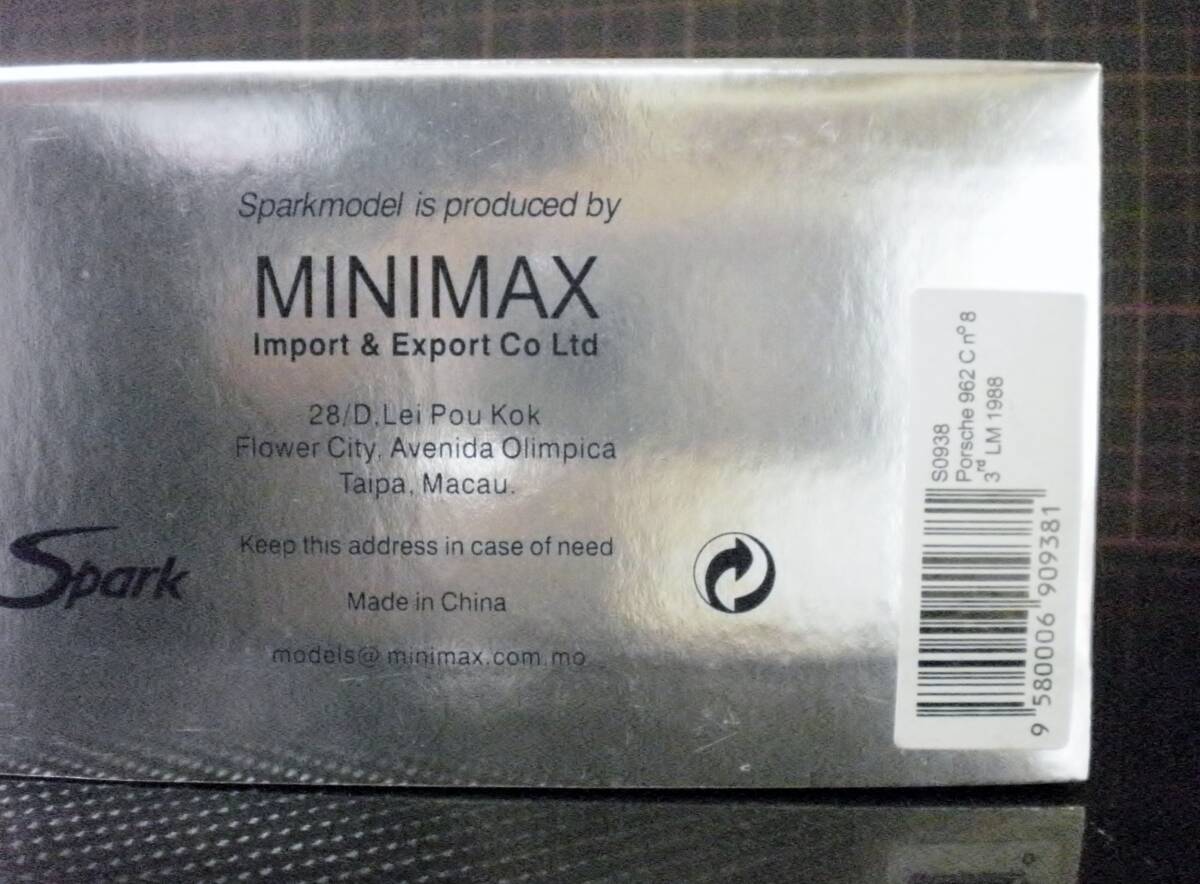 Sparkmodel is produced by
MINIMAX
Import & Export Co Ltd
28/D, Lei Pou Kok
Flower City, Avenida Olimpica
Taipa, Macau.
Keep this address in case of need
Made in China
models@minimax.com.mo
Spark
S0938
Porsche 962 C n° 8
3rd LM 1988
9 580006 909381